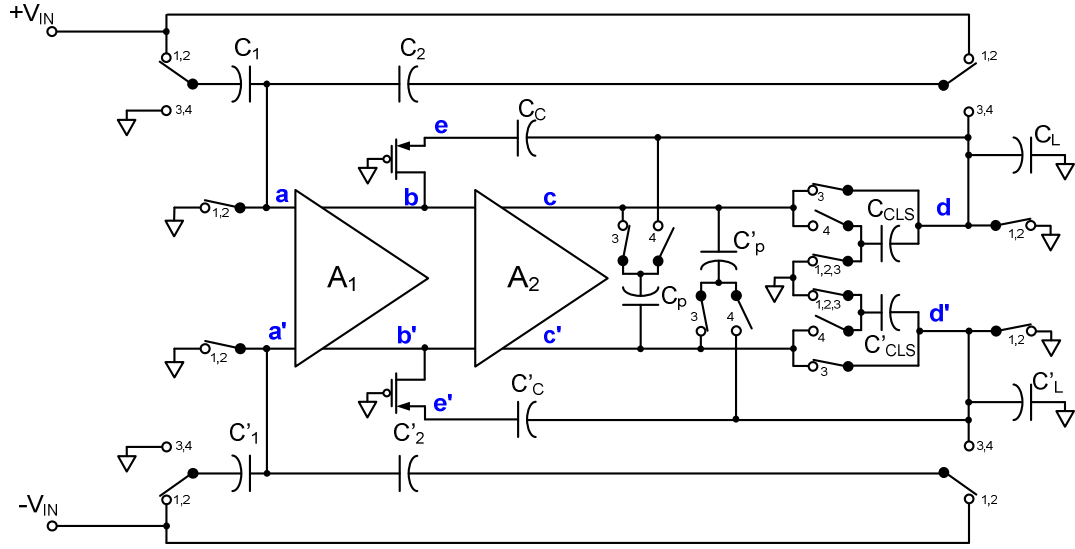 +VIN
1,2
C1
C2
1,2
3,4
3,4
e
CC
CL
a
b
c
3
CCLS
d
1,2
4
1,2
3
4
C'p
1,2,3
A1
A2
Cp
1,2,3
d'
3
4
a'
b'
c'
4
C'CLS
1,2
1,2
3
e'
C'C
C'L
3,4
C'1
C'2
3,4
1,2
1,2
-VIN